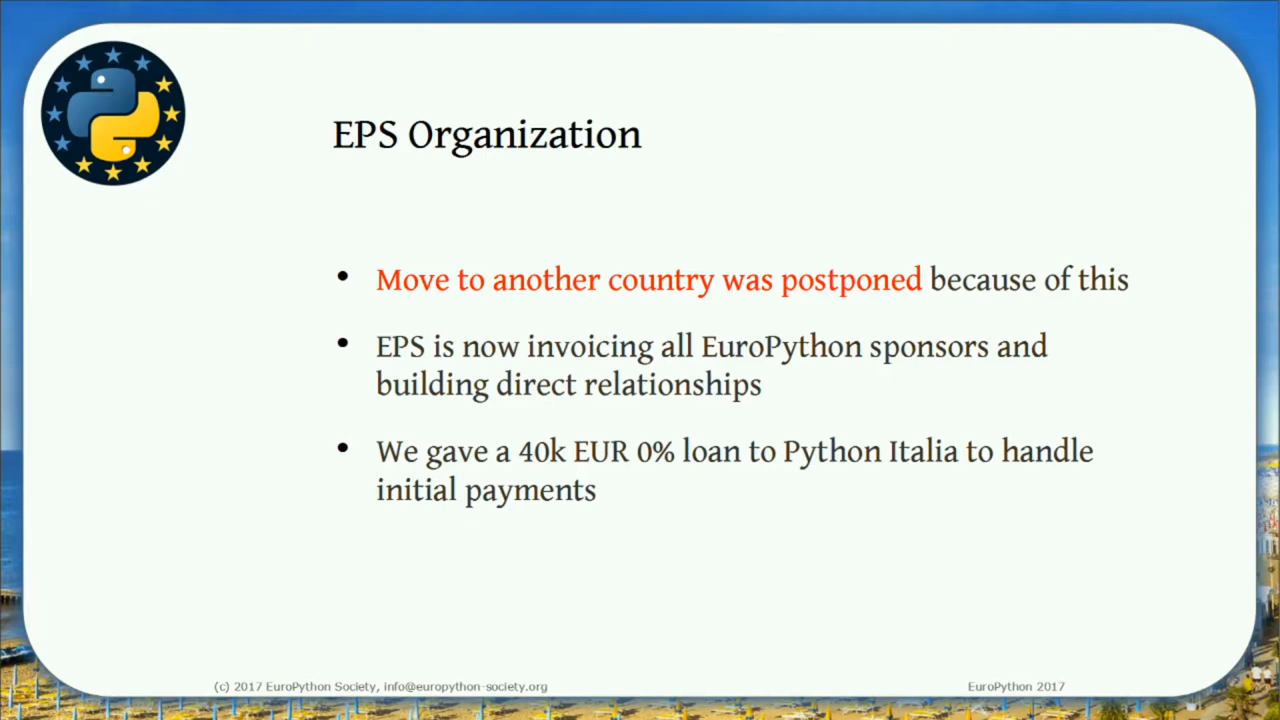 EPS Organization
• Move to another country was postponed because of this
• EPS is now invoicing all EuroPython sponsors and
building direct relationships
• We gave a 40k EUR 0% loan to Python Italia to handle
initial payments
(c) 2017 EuroPython Society, info@europython-society.org
EuroPython 2017